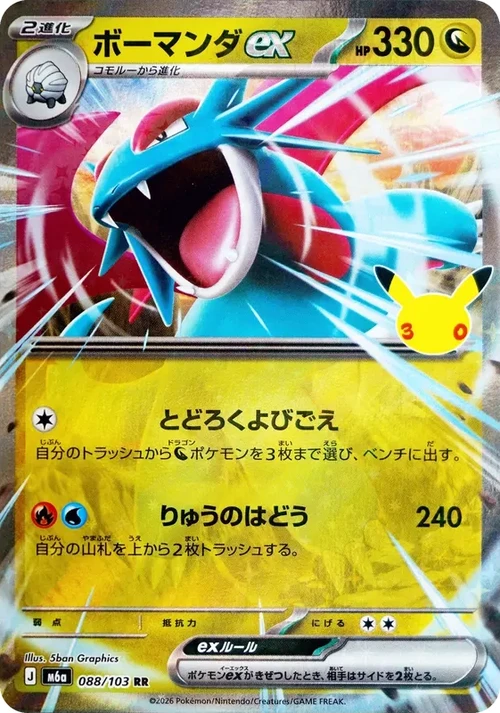 2進化
ボーマンダex
HP330
コモルーから進化
30
とどろくよびごえ
自分のトラッシュからポケモンを3枚まで選び、ベンチに出す。
りゅうのはどう 240
自分の山札を上から2枚トラッシュする。
弱点 抵抗力 にげる
exルール
ポケモンexがきぜつしたとき、相手はサイドを2枚とる。
Illus. 5ban Graphics
J M6a 088/103 RR
©2026 Pokémon/Nintendo/Creatures/GAME FREAK.